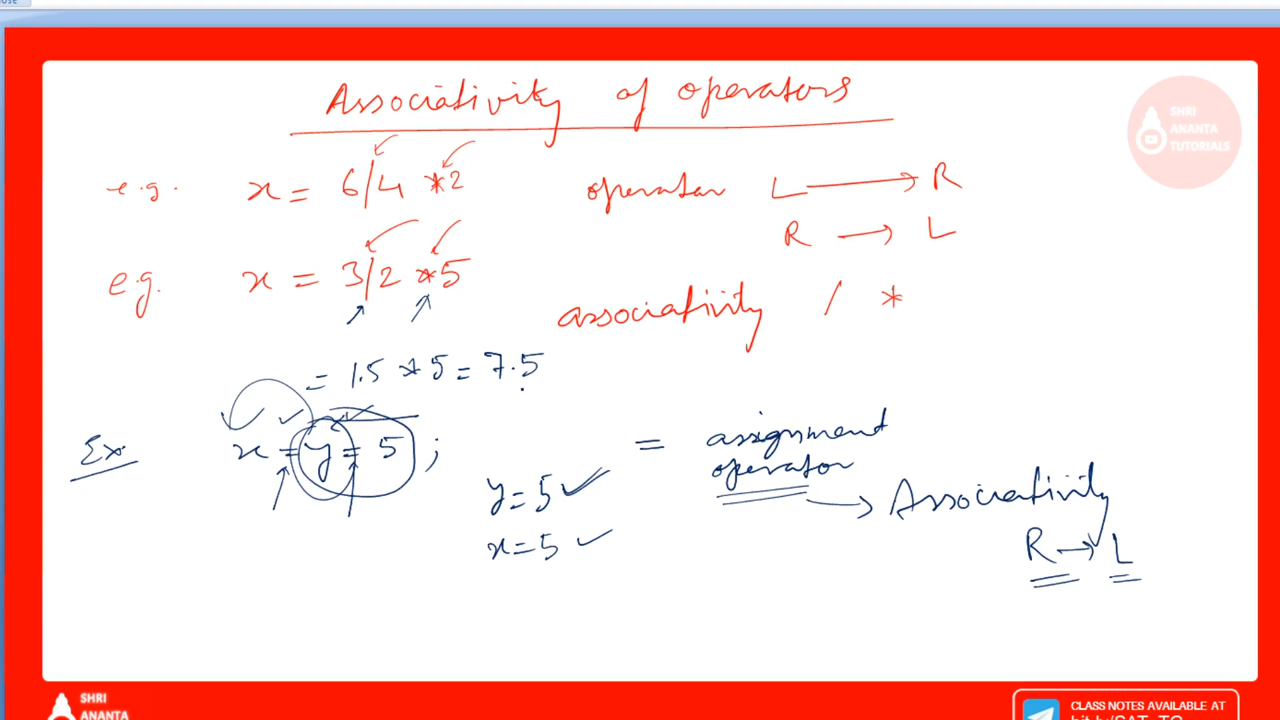 Associativity of operators
e.g. x = 6/4 *2 operator L → R
R → L
e.g. x = 3/2 *5
associativity / *
= 1.5 * 5 = 7.5
Ex. x = y = 5 ; = assignment operator
y = 5 ✓ → Associativity
x = 5 ✓ R → L
SHRI
ANANTA
TUTORIALS
SHRI
ANANTA
CLASS NOTES AVAILABLE AT